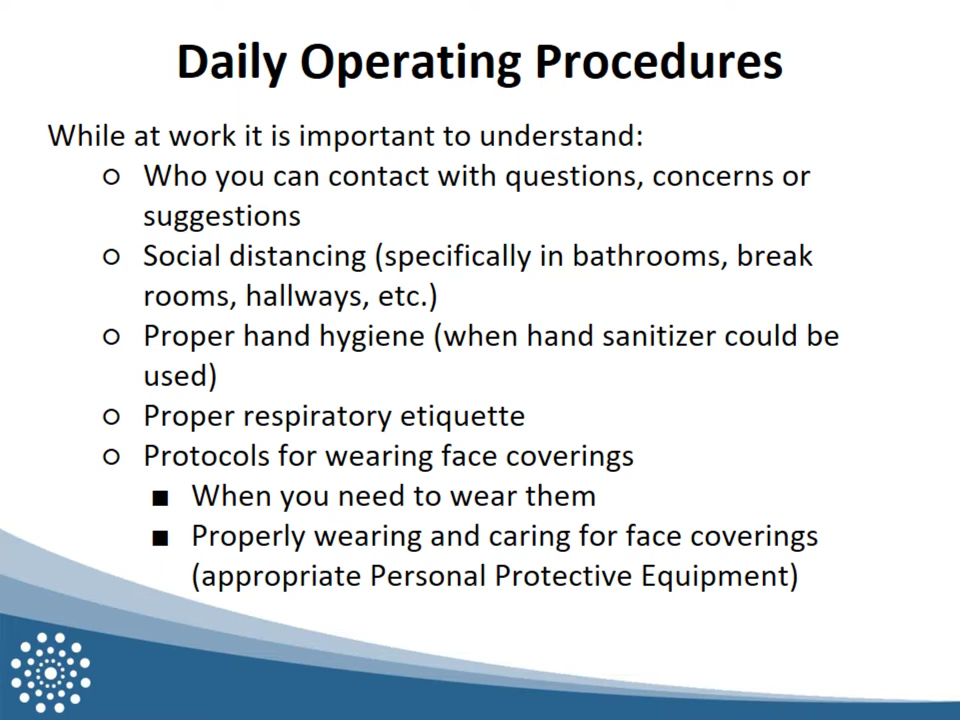 Daily Operating Procedures
While at work it is important to understand:
○ Who you can contact with questions, concerns or
suggestions
○ Social distancing (specifically in bathrooms, break
rooms, hallways, etc.)
○ Proper hand hygiene (when hand sanitizer could be
used)
○ Proper respiratory etiquette
○ Protocols for wearing face coverings
■ When you need to wear them
■ Properly wearing and caring for face coverings
(appropriate Personal Protective Equipment)